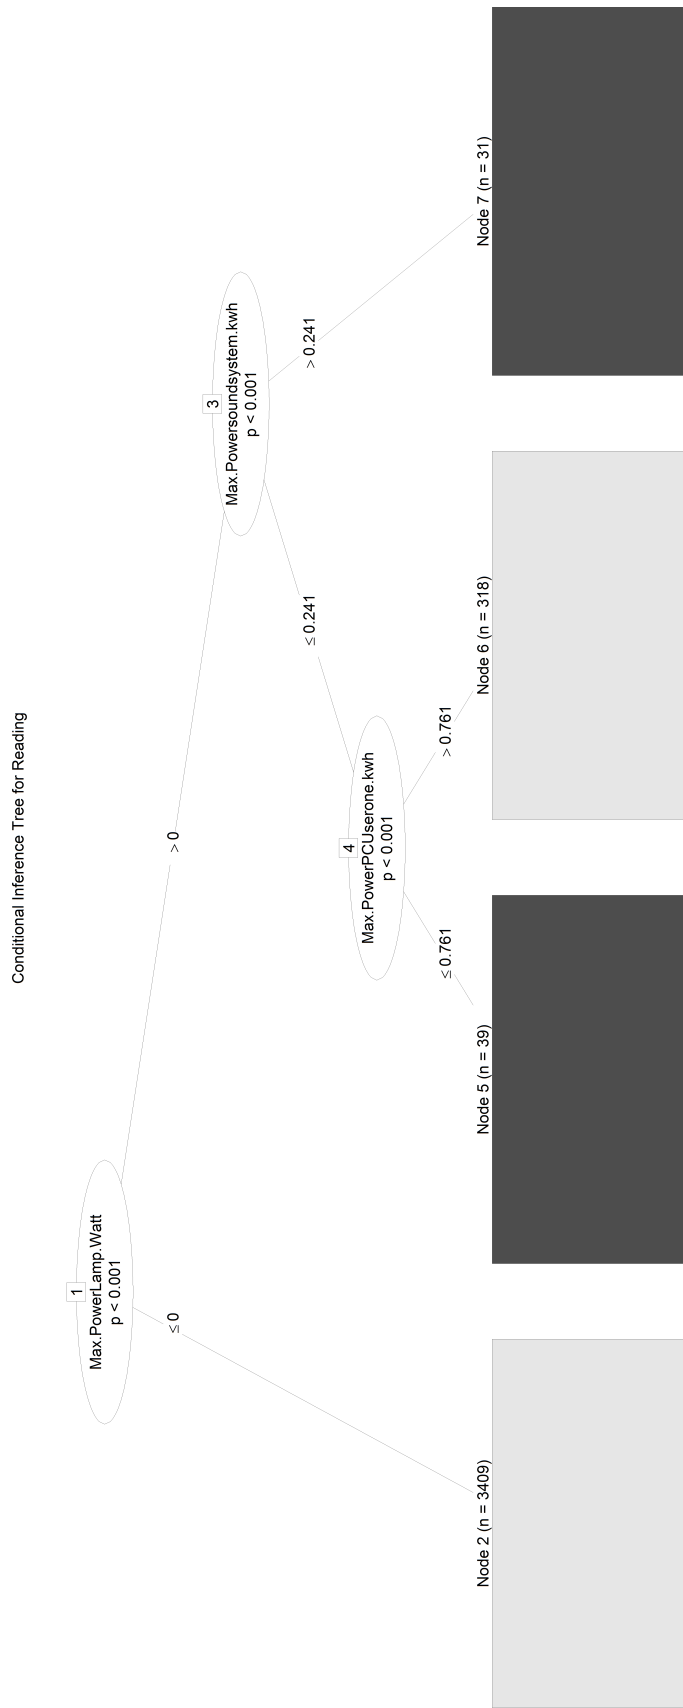 Conditional Inference Tree for Reading
1
Max.PowerLamp.Watt
p < 0.001
≤ 0
> 0
3
Max.Powersoundsystem.kwh
p < 0.001
≤ 0.241
> 0.241
4
Max.PowerPCUserone.kwh
p < 0.001
≤ 0.761
> 0.761
Node 2 (n = 3409)
Node 5 (n = 39)
Node 6 (n = 318)
Node 7 (n = 31)